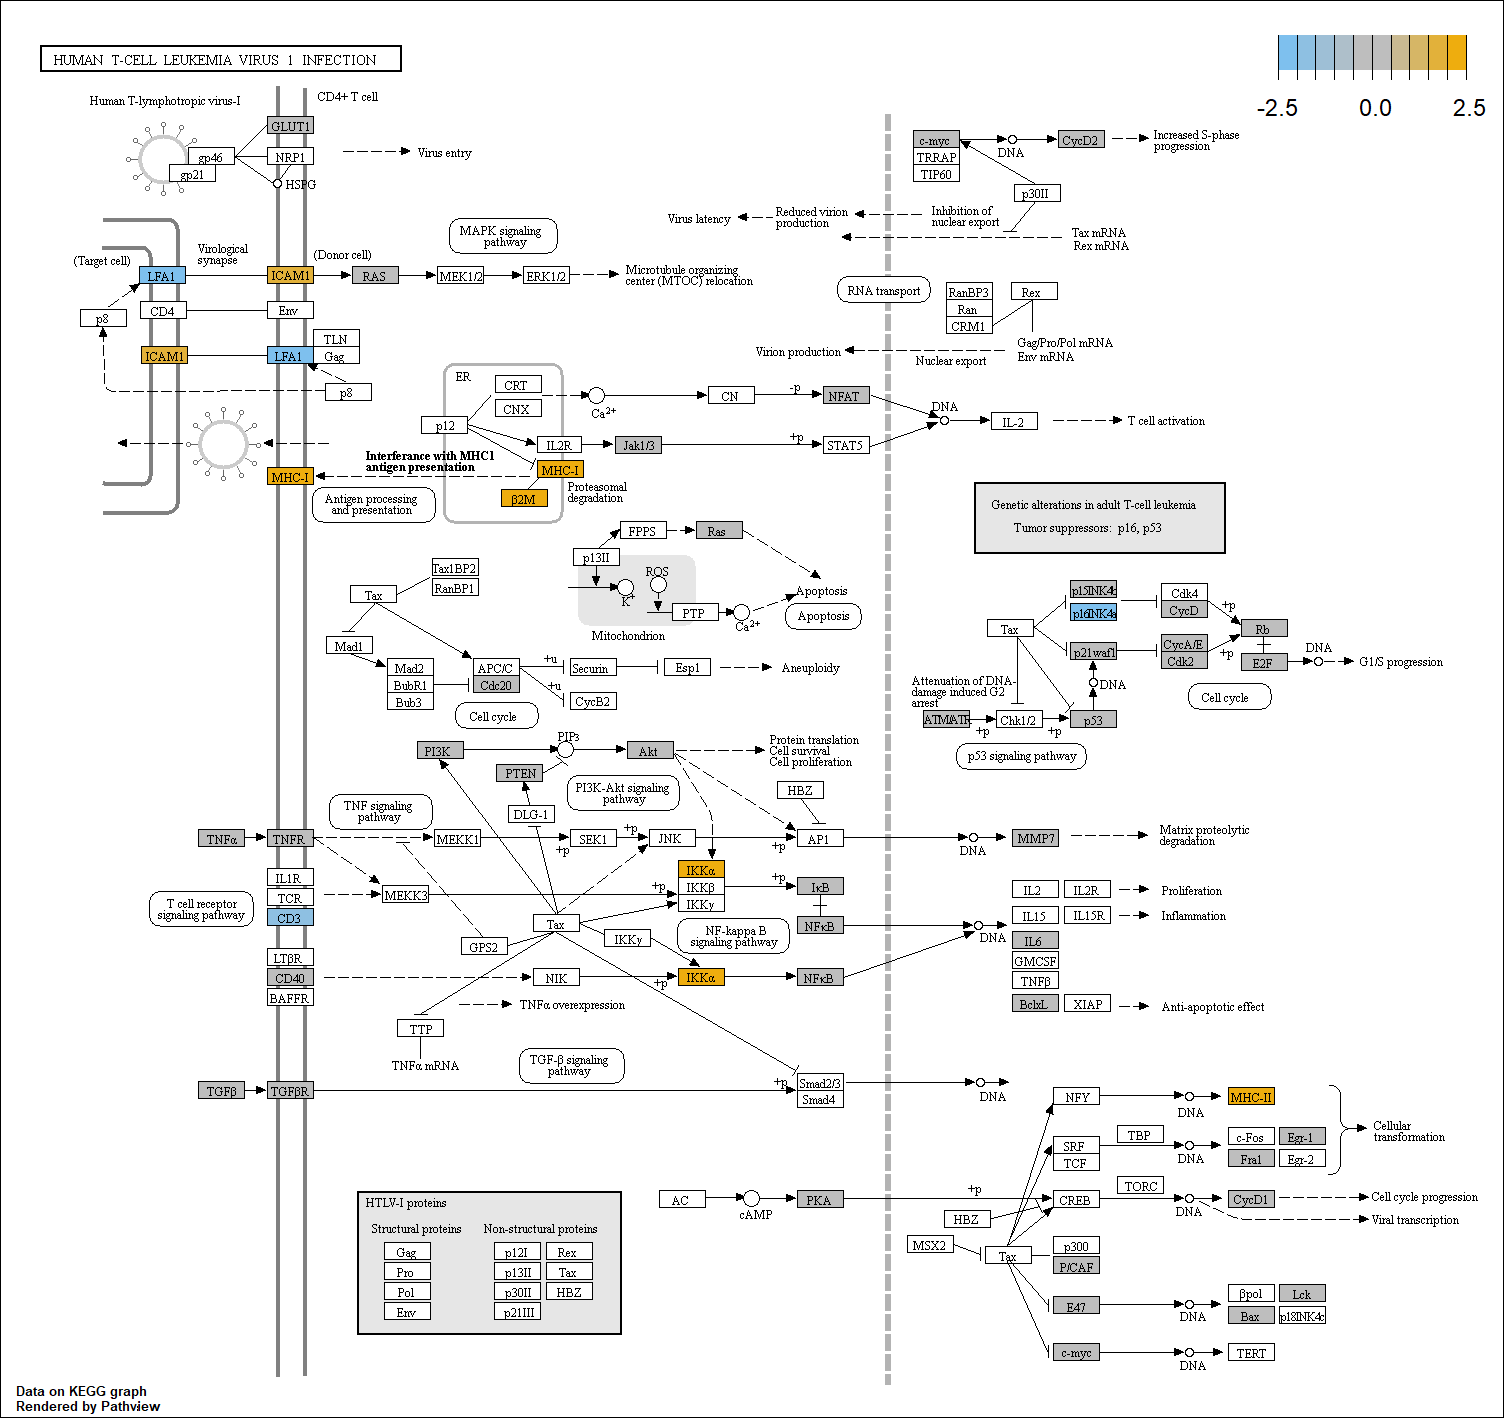 HUMAN T-CELL LEUKEMIA VIRUS 1 INFECTION
-2.5 0.0 2.5
Human T-lymphotropic virus-I
CD4+ T cell
GLUT1
gp46
gp21
NRP1
HSPG
Virus entry
c-myc
TRRAP
TIP60
DNA
CycD2
Increased S-phase
progression
p30II
Virus latency
Reduced virion
production
Inhibition of
nuclear export
Tax mRNA
Rex mRNA
MAPK signaling
pathway
(Target cell)
Virological
synapse
(Donor cell)
LFA1
ICAM1
RAS
MEK1/2
ERK1/2
Microtubule organizing
center (MTOC) relocation
CD4
Env
p8
ICAM1
LFA1
TLN
Gag
p8
RNA transport
RanBP3
Ran
CRM1
Rex
Gag/Pro/Pol mRNA
Env mRNA
Virion production
Nuclear export
ER
CRT
CNX
p12
Ca2+
CN
-p
NFAT
DNA
IL-2
T cell activation
IL2R
Jak1/3
+p
STAT5
Interferance with MHC1
antigen presentation
MHC-I
MHC-I
β2M
Proteasomal
degradation
Antigen processing
and presentation
Genetic alterations in adult T-cell leukemia
Tumor suppressors: p16, p53
FPPS
Ras
p13II
ROS
K+
PTP
Ca2+
Mitochondrion
Apoptosis
Apoptosis
Tax1BP2
RanBP1
Tax
Mad1
Mad2
BubR1
Bub3
APC/C
Cdc20
+u
+u
Securin
CycB2
Esp1
Aneuploidy
Cell cycle
p15INK4c
p16INK4a
Cdk4
CycD
+p
Tax
p21waf1
CycA/E
Cdk2
+p
Rb
E2F
DNA
G1/S progression
DNA
Attenuation of DNA-
damage induced G2
arrest
ATM/ATR
+p
Chk1/2
+p
p53
Cell cycle
p53 signaling pathway
PI3K
PIP3
Akt
Protein translation
Cell survival
Cell proliferation
PTEN
DLG-1
PI3K-Akt signaling
pathway
HBZ
TNF signaling
pathway
TNFα
TNFR
MEKK1
+p
SEK1
+p
JNK
+p
AP1
DNA
MMP7
Matrix proteolytic
degradation
IL1R
TCR
CD3
T cell receptor
signaling pathway
MEKK3
+p
IKKα
IKKβ
IKKγ
+p
IκB
NFκB
IL2
IL2R
Proliferation
IL15
IL15R
Inflammation
DNA
IL6
GMCSF
TNFβ
BclxL
XIAP
Anti-apoptotic effect
Tax
GPS2
IKKγ
NF-kappa B
signaling pathway
LTβR
CD40
BAFFR
NIK
+p
IKKα
NFκB
TNFα overexpression
TTP
TNFα mRNA
TGF-β signaling
pathway
TGFβ
TGFβR
+p
Smad2/3
Smad4
DNA
NFY
DNA
MHC-II
SRF
TCF
TBP
DNA
c-Fos
Egr-1
Fra1
Egr-2
Cellular
transformation
AC
cAMP
PKA
+p
CREB
TORC
DNA
CycD1
Cell cycle progression
Viral transcription
HBZ
MSX2
Tax
p300
P/CAF
E47
DNA
βpol
Lck
Bax
p18INK4c
c-myc
DNA
TERT
HTLV-I proteins
Structural proteins
Non-structural proteins
Gag
p12I
Rex
Pro
p13II
Tax
Pol
p30II
HBZ
Env
p21III
Data on KEGG graph
Rendered by Pathview